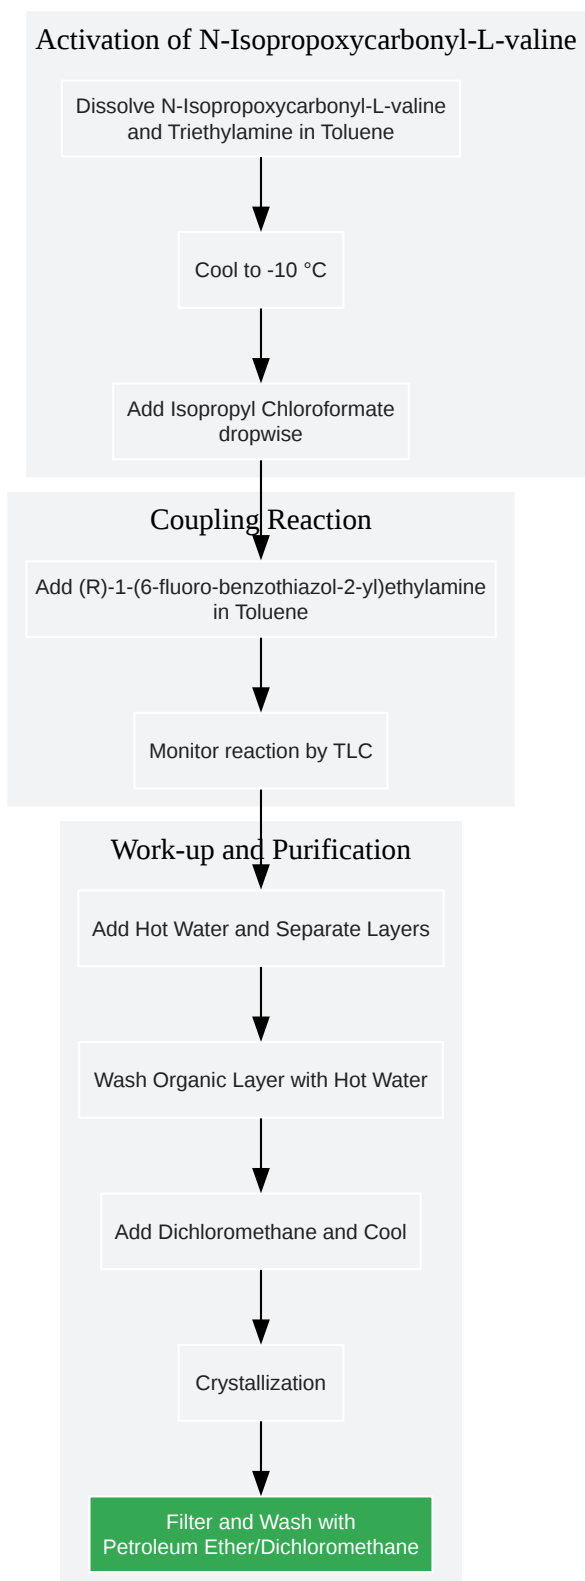 Activation of N-Isopropoxycarbonyl-L-valine
Dissolve N-Isopropoxycarbonyl-L-valine
and Triethylamine in Toluene
Cool to -10 °C
Add Isopropyl Chloroformate
dropwise
Coupling Reaction
Add (R)-1-(6-fluoro-benzothiazol-2-yl)ethylamine
in Toluene
Monitor reaction by TLC
Work-up and Purification
Add Hot Water and Separate Layers
Wash Organic Layer with Hot Water
Add Dichloromethane and Cool
Crystallization
Filter and Wash with
Petroleum Ether/Dichloromethane